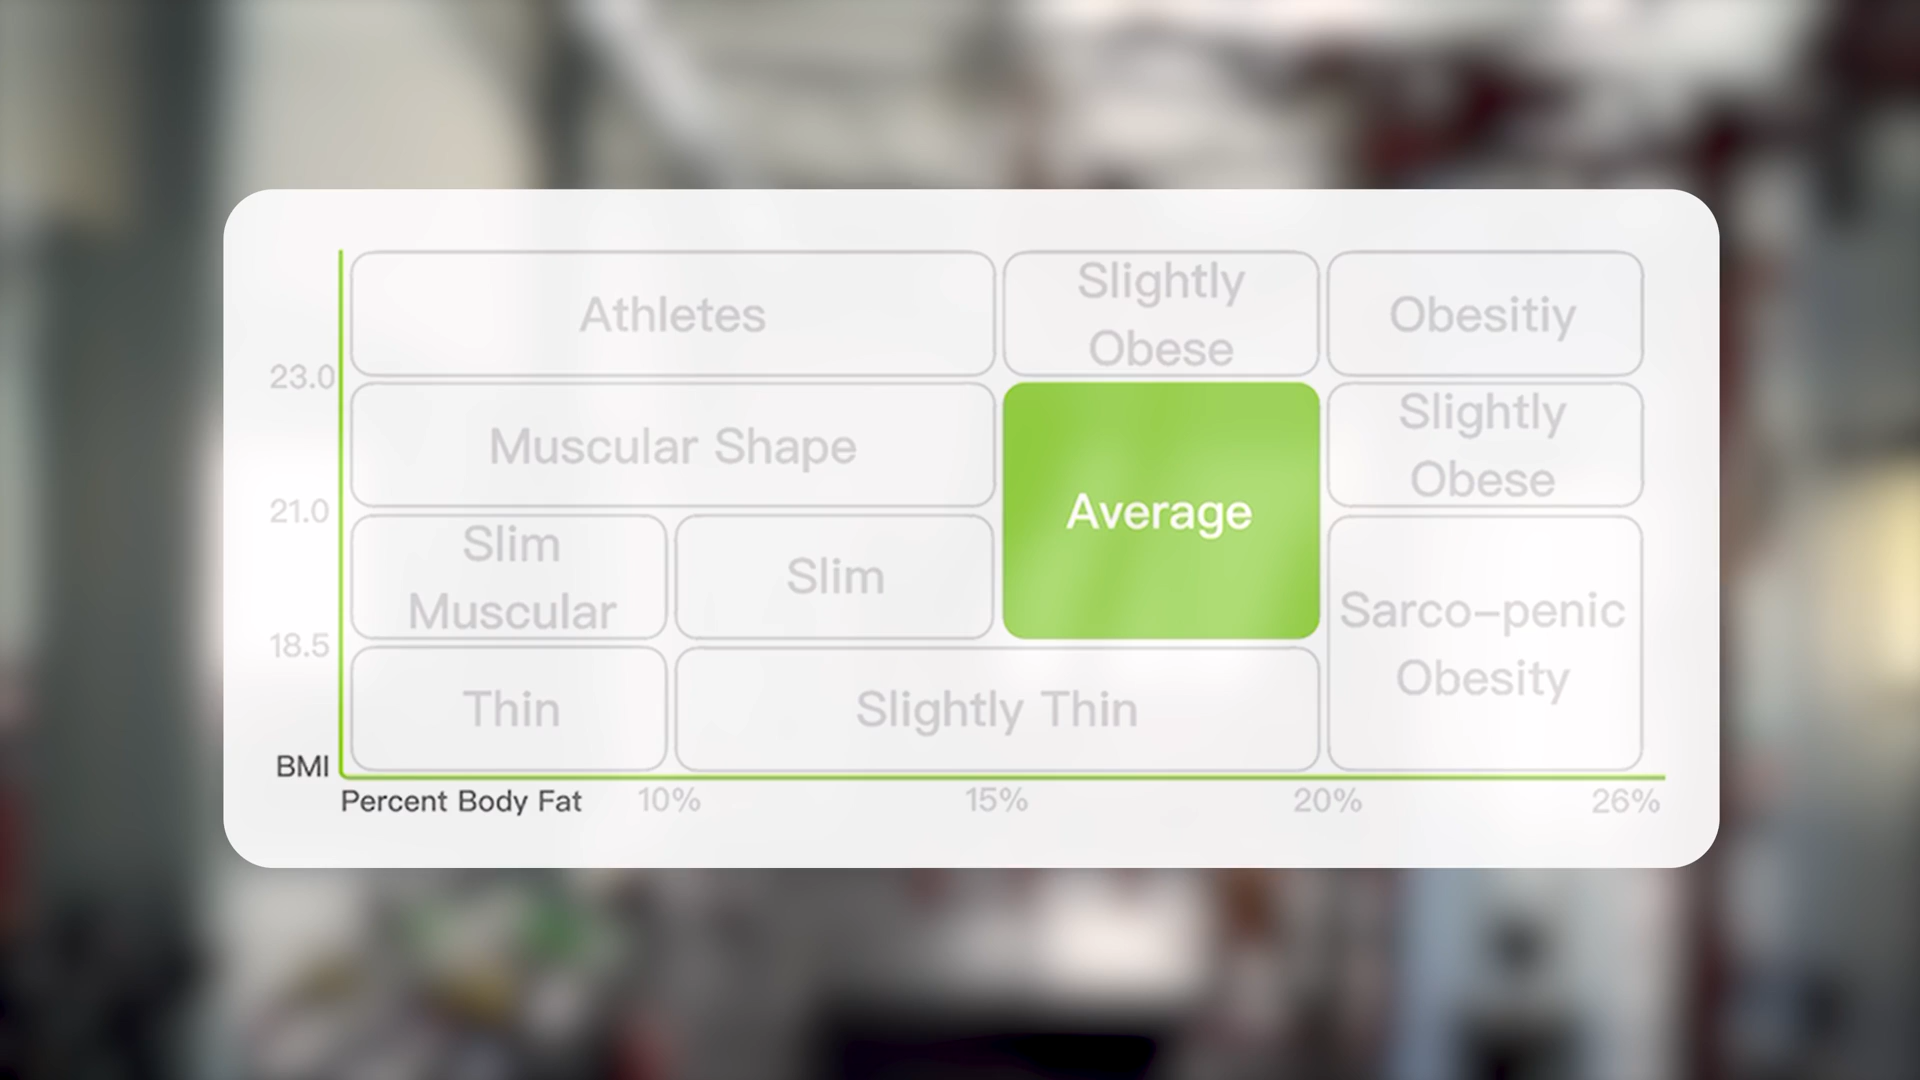 Athletes
Slightly
Obese
Obesitiy
23.0
Muscular Shape
Average
Slightly
Obese
21.0
Slim
Muscular
Slim
Sarco-penic
Obesity
18.5
Thin
Slightly Thin
BMI
Percent Body Fat
10%
15%
20%
26%